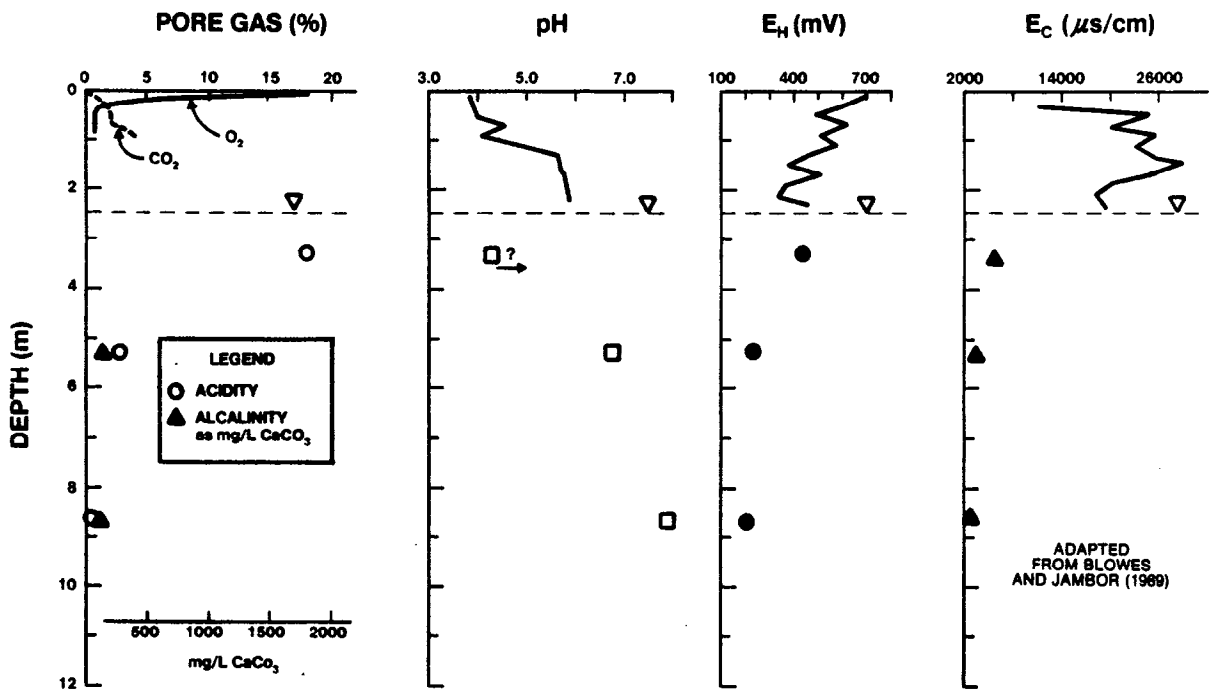 PORE GAS (%)
pH
E_H (mV)
E_C (μs/cm)
0 5 10 15 20
3.0 5.0 7.0
100 400 700
2000 14000 26000
0
2
4
6
8
10
12
DEPTH (m)
O₂
CO₂
?
LEGEND
ACIDITY
ALCALINITY
as mg/L CaCO₃
500 1000 1500 2000
mg/L CaCo₃
ADAPTED
FROM BLOWES
AND JAMBOR (1989)